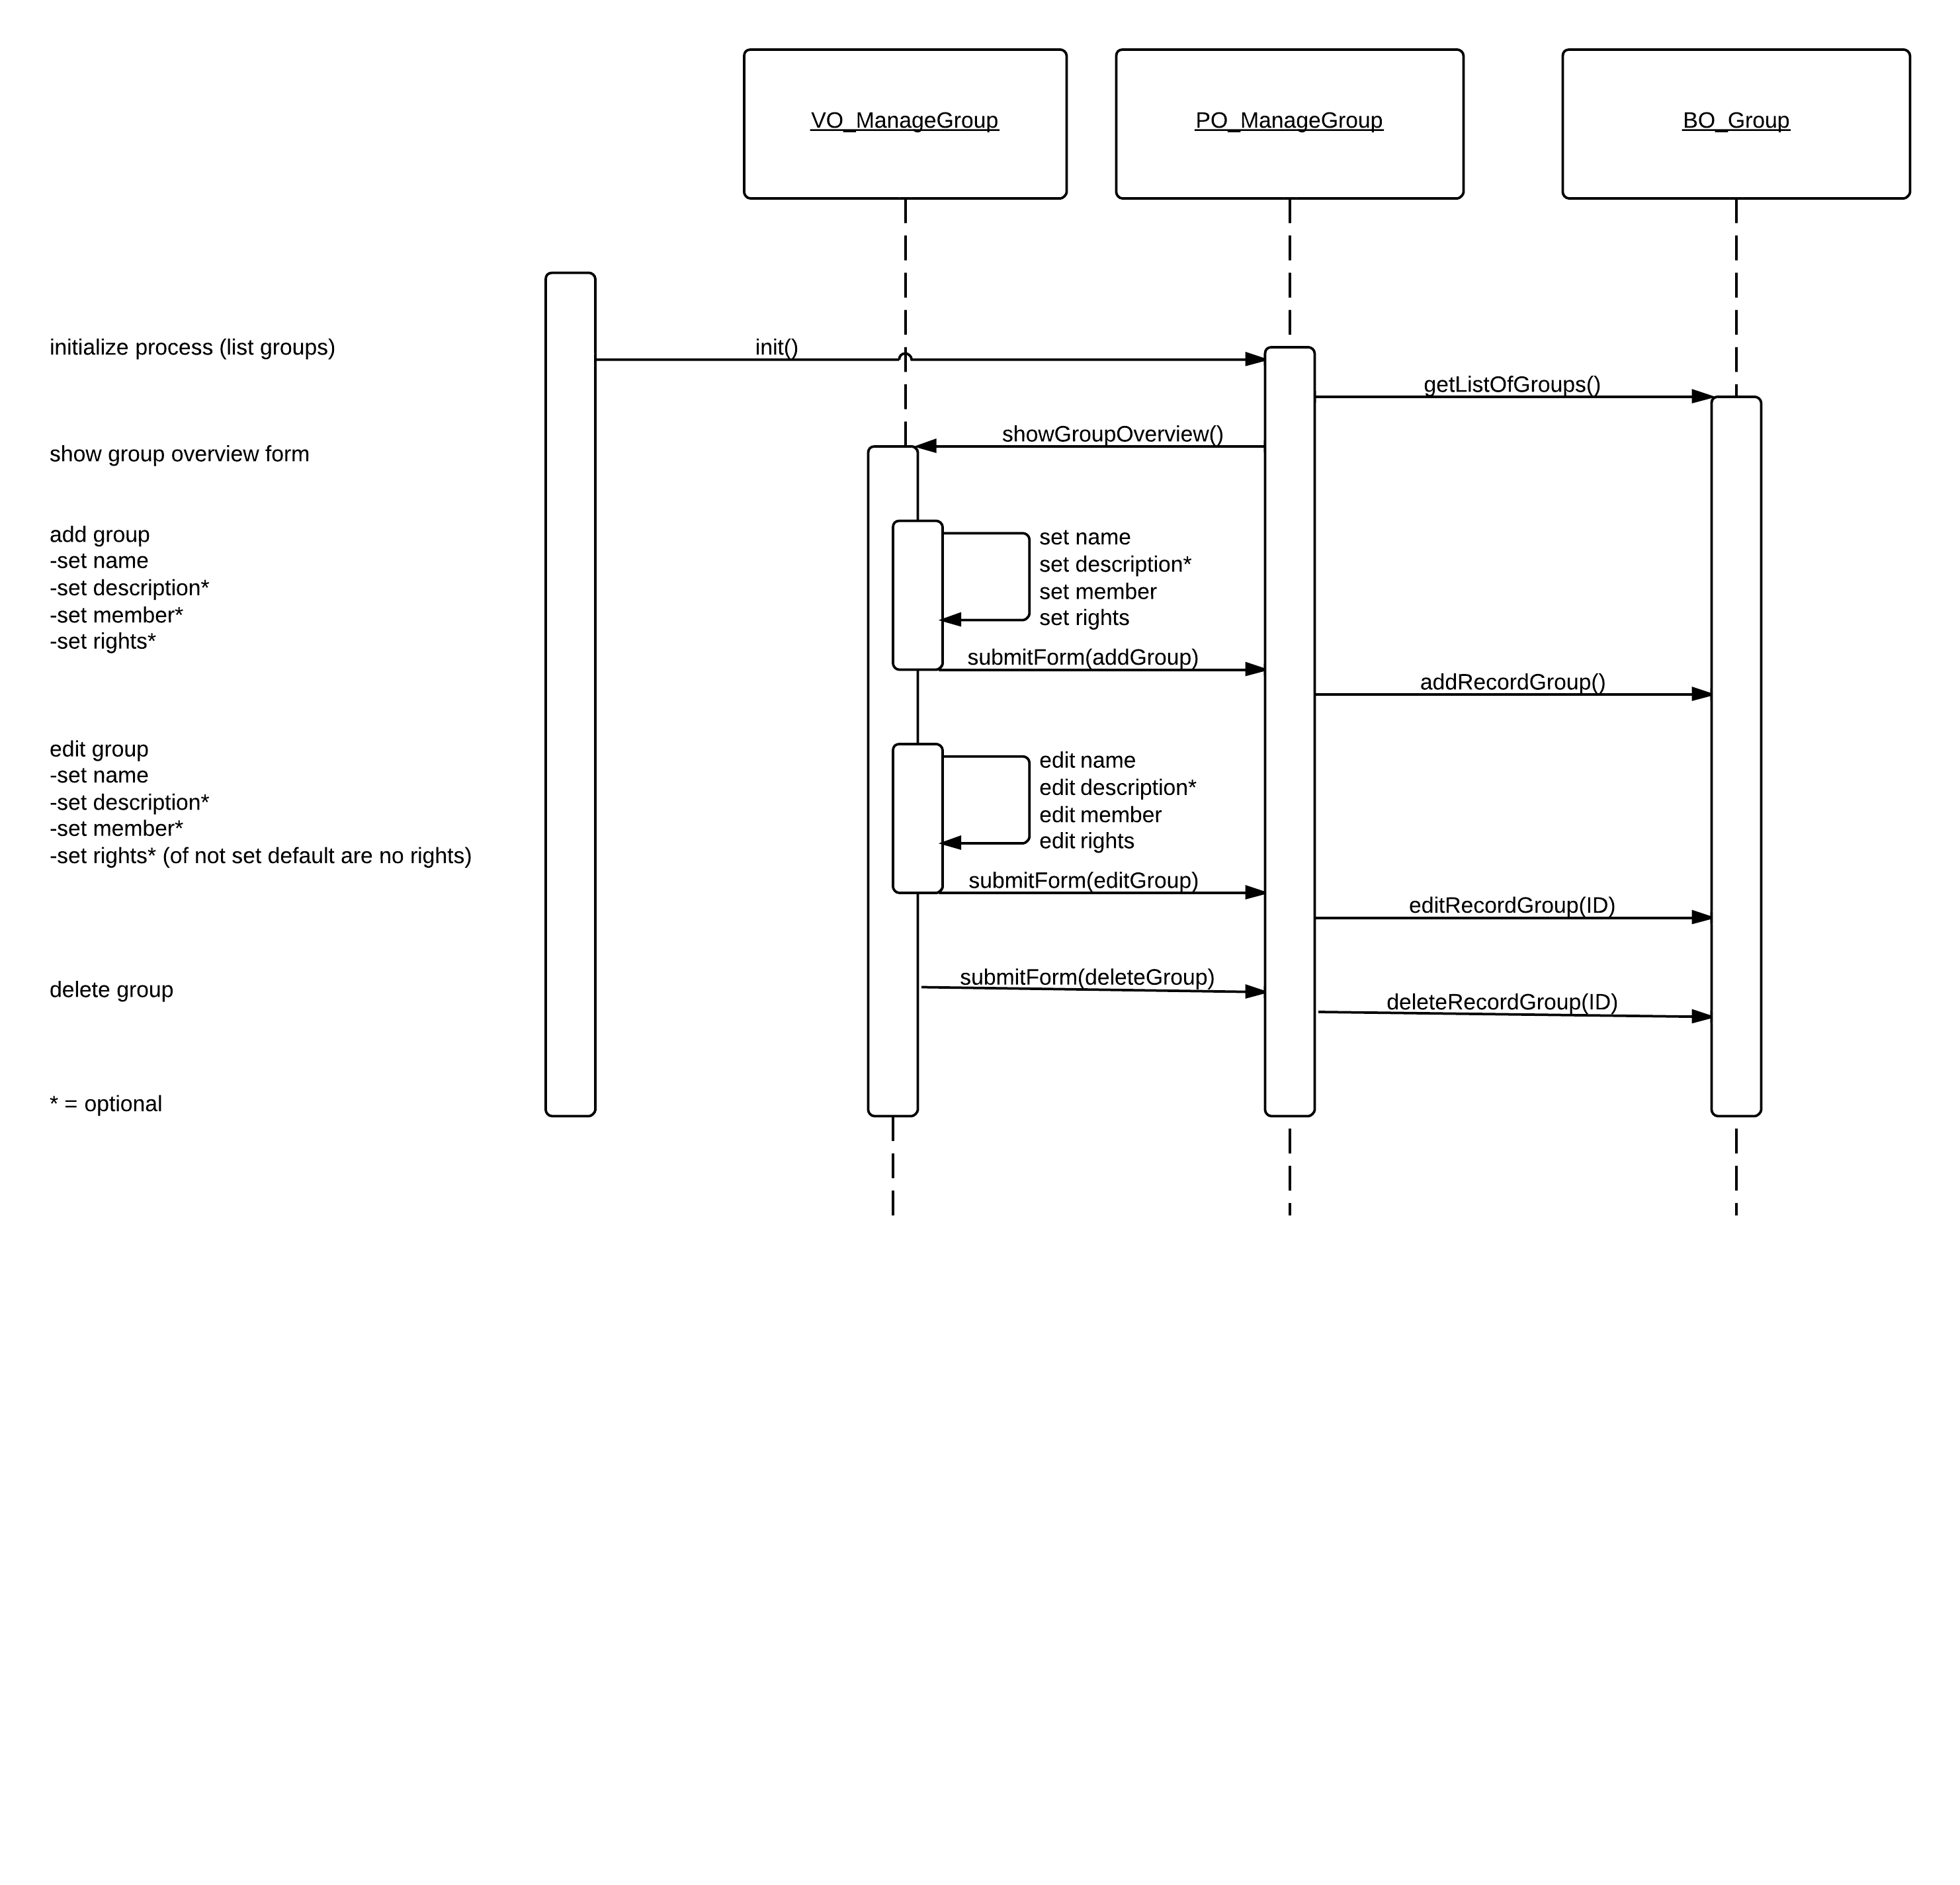 VO_ManageGroup
PO_ManageGroup
BO_Group
initialize process (list groups)
init()
getListOfGroups()
showGroupOverview()
show group overview form
add group
-set name
-set description*
-set member*
-set rights*
set name
set description*
set member
set rights
submitForm(addGroup)
addRecordGroup()
edit group
-set name
-set description*
-set member*
-set rights* (of not set default are no rights)
edit name
edit description*
edit member
edit rights
submitForm(editGroup)
editRecordGroup(ID)
delete group
submitForm(deleteGroup)
deleteRecordGroup(ID)
* = optional